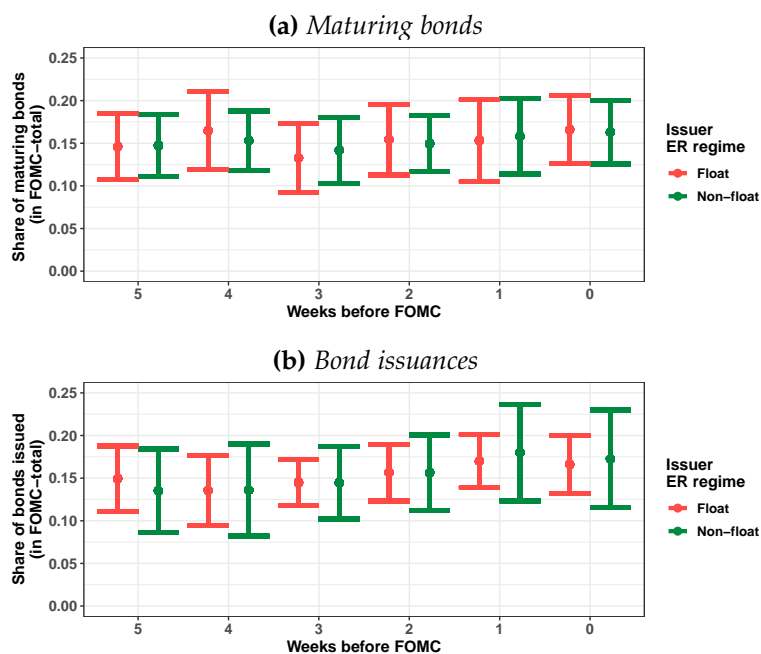 (a) Maturing bonds
Share of maturing bonds
(in FOMC−total)
0.25
0.20
0.15
0.10
0.05
0.00
5 4 3 2 1 0
Weeks before FOMC
Issuer
ER regime
Float
Non−float
(b) Bond issuances
Share of bonds issued
(in FOMC−total)
0.25
0.20
0.15
0.10
0.05
0.00
5 4 3 2 1 0
Weeks before FOMC
Issuer
ER regime
Float
Non−float